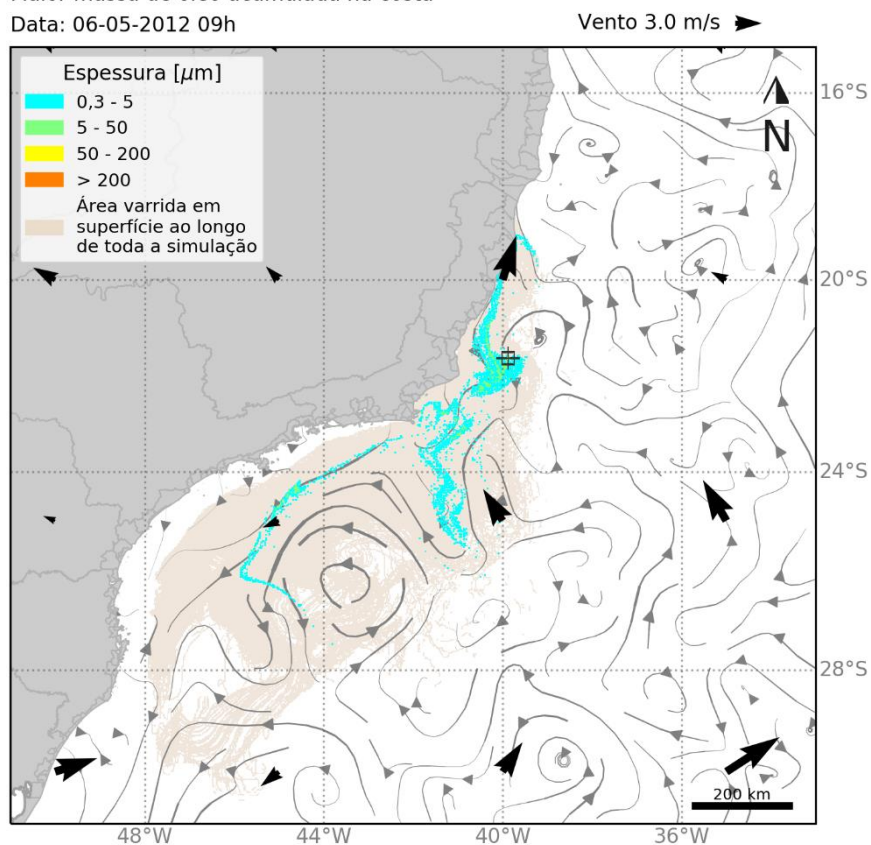 Data: 06-05-2012 09h
Vento 3.0 m/s
Espessura [μm]
0,3 - 5
5 - 50
50 - 200
> 200
Área varrida em
superfície ao longo
de toda a simulação
N
16°S
20°S
24°S
28°S
200 km
48°W
44°W
40°W
36°W